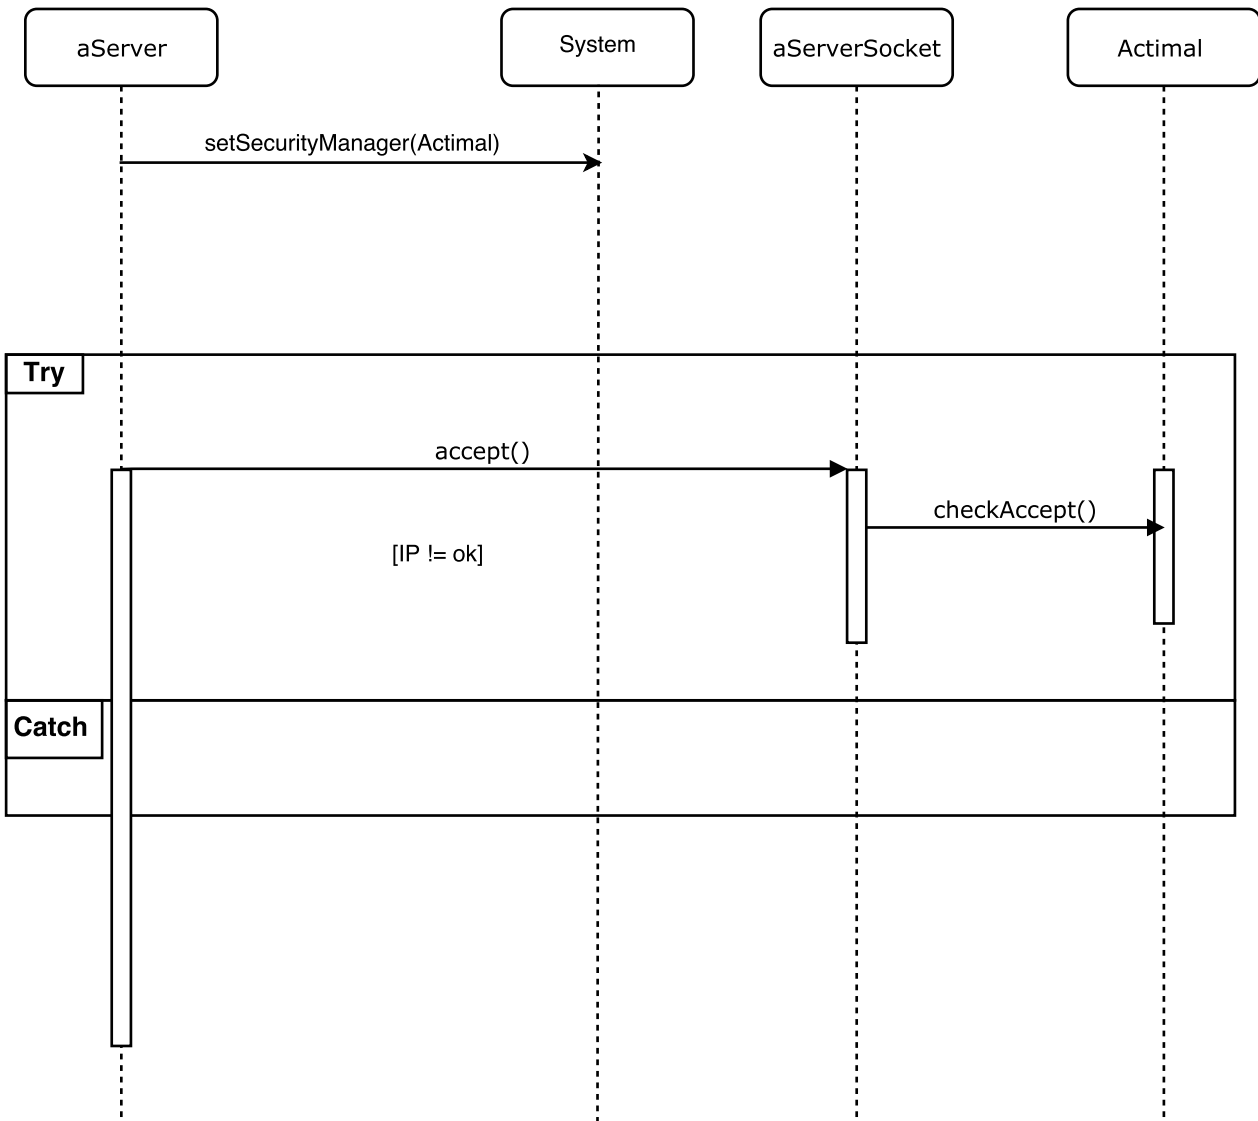 aServer
System
aServerSocket
Actimal
setSecurityManager(Actimal)
Try
accept()
checkAccept()
[IP != ok]
Catch